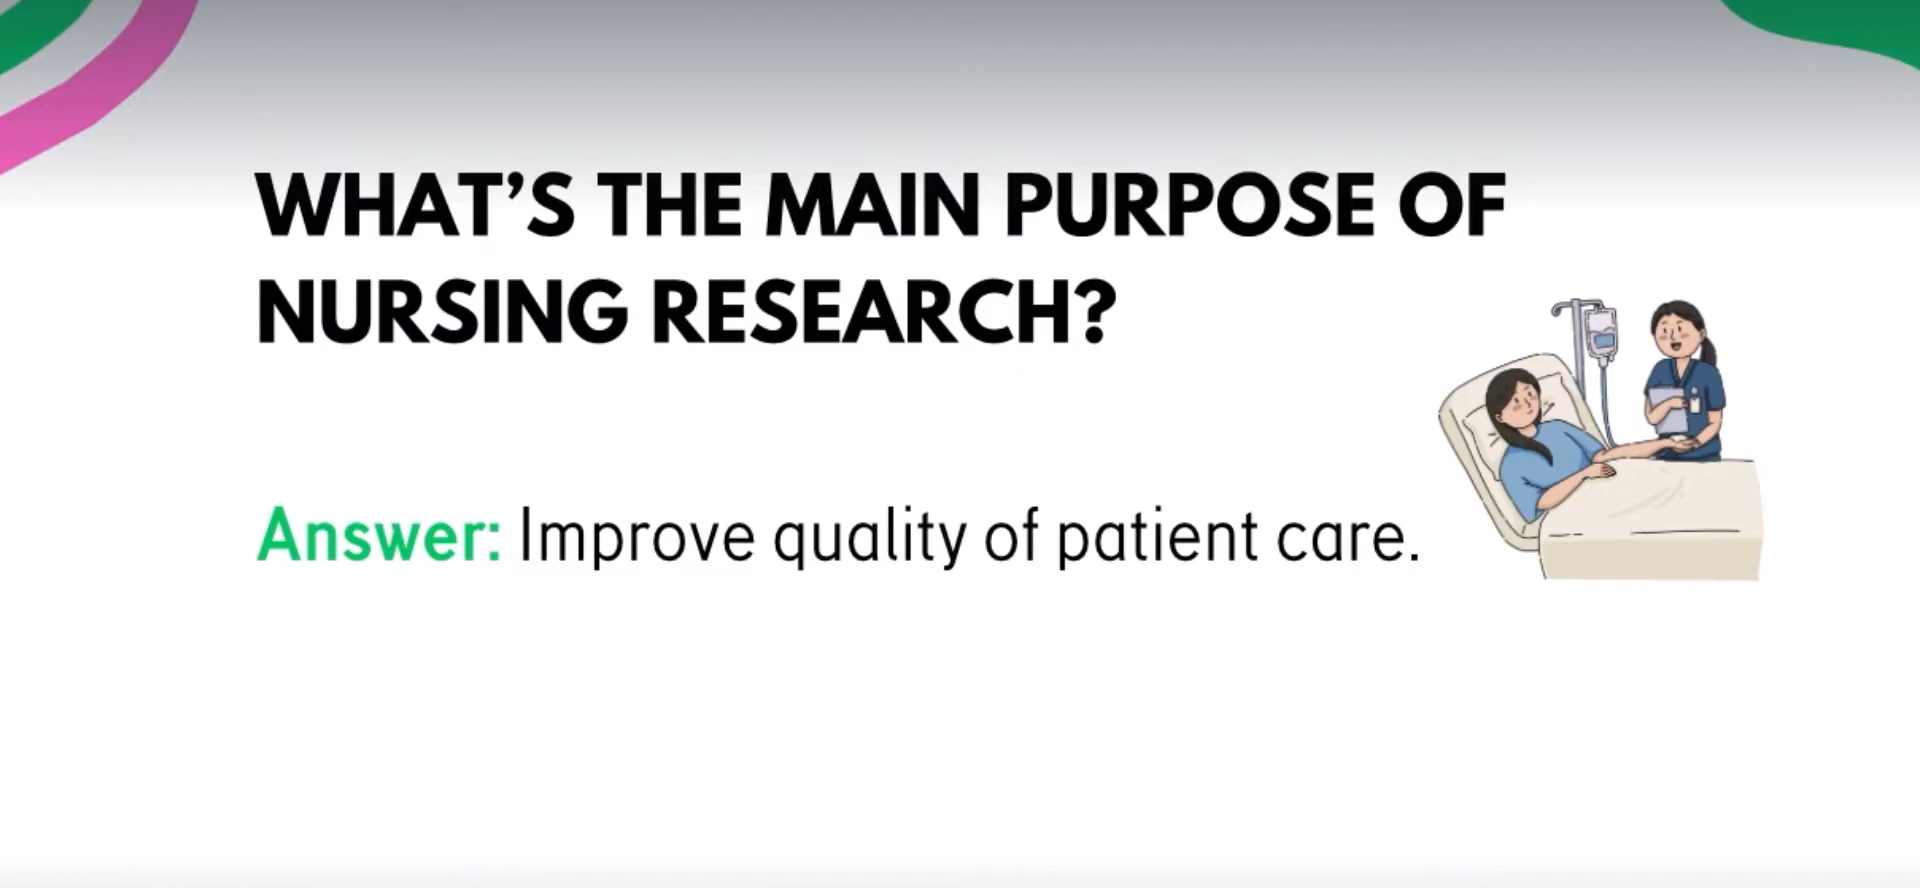 WHAT’S THE MAIN PURPOSE OF
NURSING RESEARCH?
Answer: Improve quality of patient care.